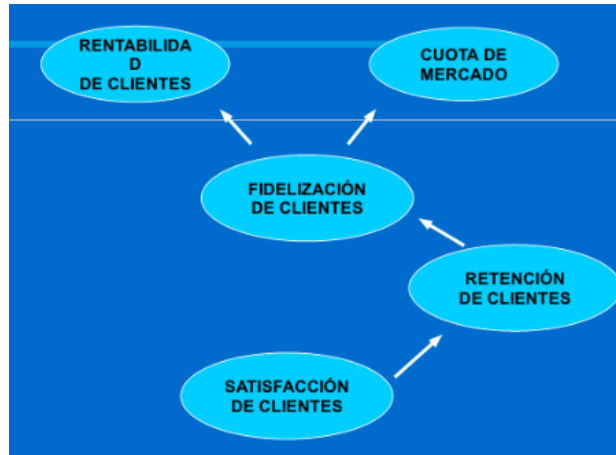 RENTABILIDA
D
DE CLIENTES
CUOTA DE
MERCADO
FIDELIZACIÓN
DE CLIENTES
RETENCIÓN
DE CLIENTES
SATISFACCIÓN
DE CLIENTES